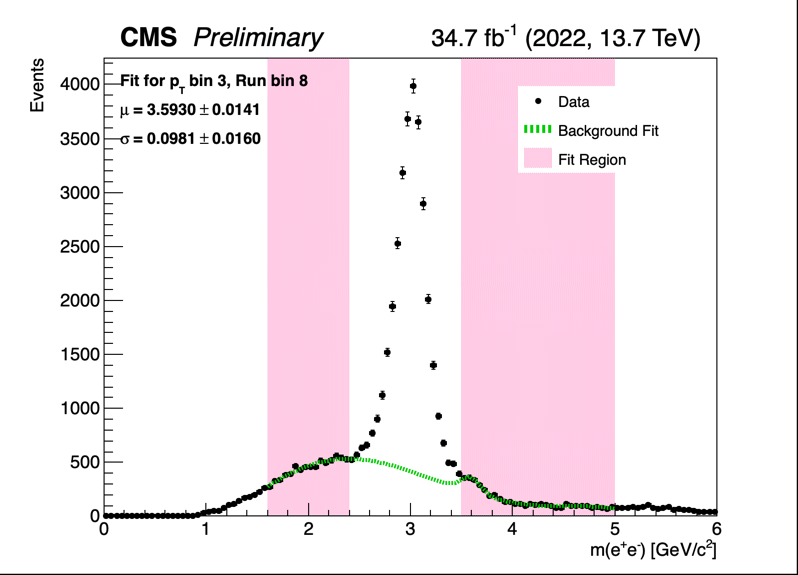 CMS Preliminary
34.7 fb⁻¹ (2022, 13.7 TeV)
Events
Fit for p_T bin 3, Run bin 8
μ = 3.5930 ± 0.0141
σ = 0.0981 ± 0.0160
Data
Background Fit
Fit Region
4000
3500
3000
2500
2000
1500
1000
500
0
0 1 2 3 4 5 6
m(e⁺e⁻) [GeV/c²]